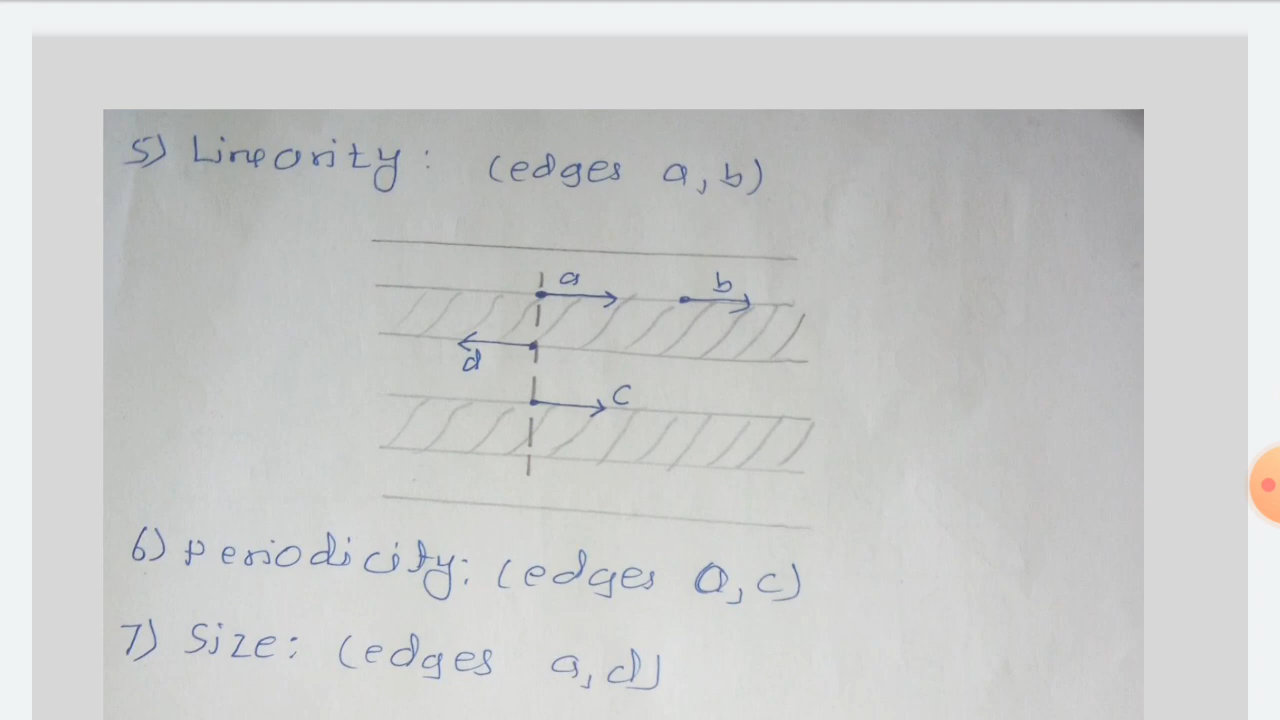 5) Linearity: (edges a, b)
a
b
d
c
6) Periodicity: (edges a, c)
7) Size: (edges a, d)